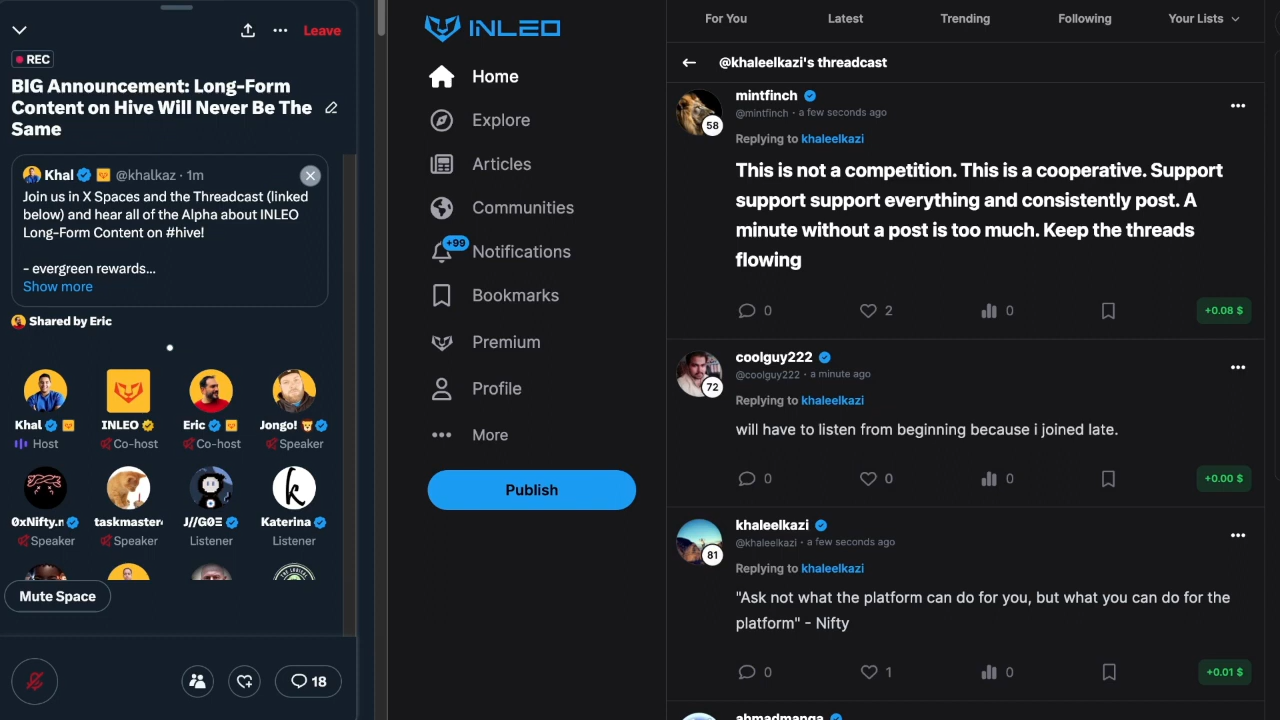 Leave
REC
BIG Announcement: Long-Form
Content on Hive Will Never Be The
Same
Khal @khalkaz · 1m
Join us in X Spaces and the Threadcast (linked
below) and hear all of the Alpha about INLEO
Long-Form Content on #hive!
- evergreen rewards...
Show more
Shared by Eric
Khal
Host
INLEO
Co-host
Eric
Co-host
Jongo!
Speaker
0xNifty.n
Speaker
taskmaster
Speaker
J//GΘΞ
Listener
Katerina
Listener
Mute Space
18
INLEO
Home
Explore
Articles
Communities
+99
Notifications
Bookmarks
Premium
Profile
More
Publish
For You
Latest
Trending
Following
Your Lists
@khaleelkazi's threadcast
58
mintfinch
@mintfinch · a few seconds ago
Replying to khaleelkazi
This is not a competition. This is a cooperative. Support
support support everything and consistently post. A
minute without a post is too much. Keep the threads
flowing
0
2
0
+0.08 $
72
coolguy222
@coolguy222 · a minute ago
Replying to khaleelkazi
will have to listen from beginning because i joined late.
0
0
0
+0.00 $
81
khaleelkazi
@khaleelkazi · a few seconds ago
Replying to khaleelkazi
"Ask not what the platform can do for you, but what you can do for the
platform" - Nifty
0
1
0
+0.01 $
ahmadmanga